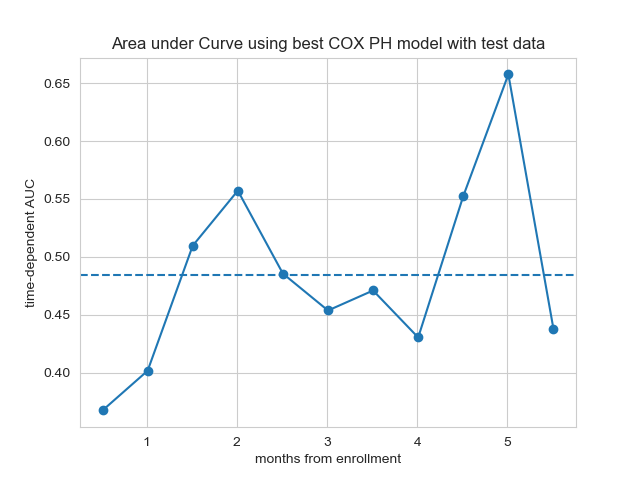 Area under Curve using best COX PH model with test data
time-dependent AUC
0.65
0.60
0.55
0.50
0.45
0.40
1 2 3 4 5
months from enrollment